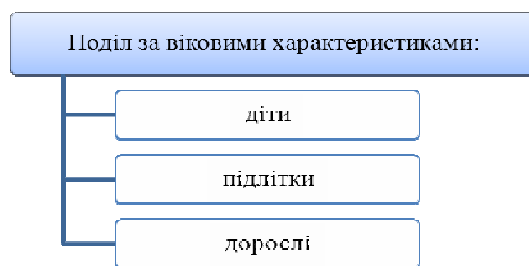 Поділ за віковими характеристиками:
діти
підлітки
дорослі